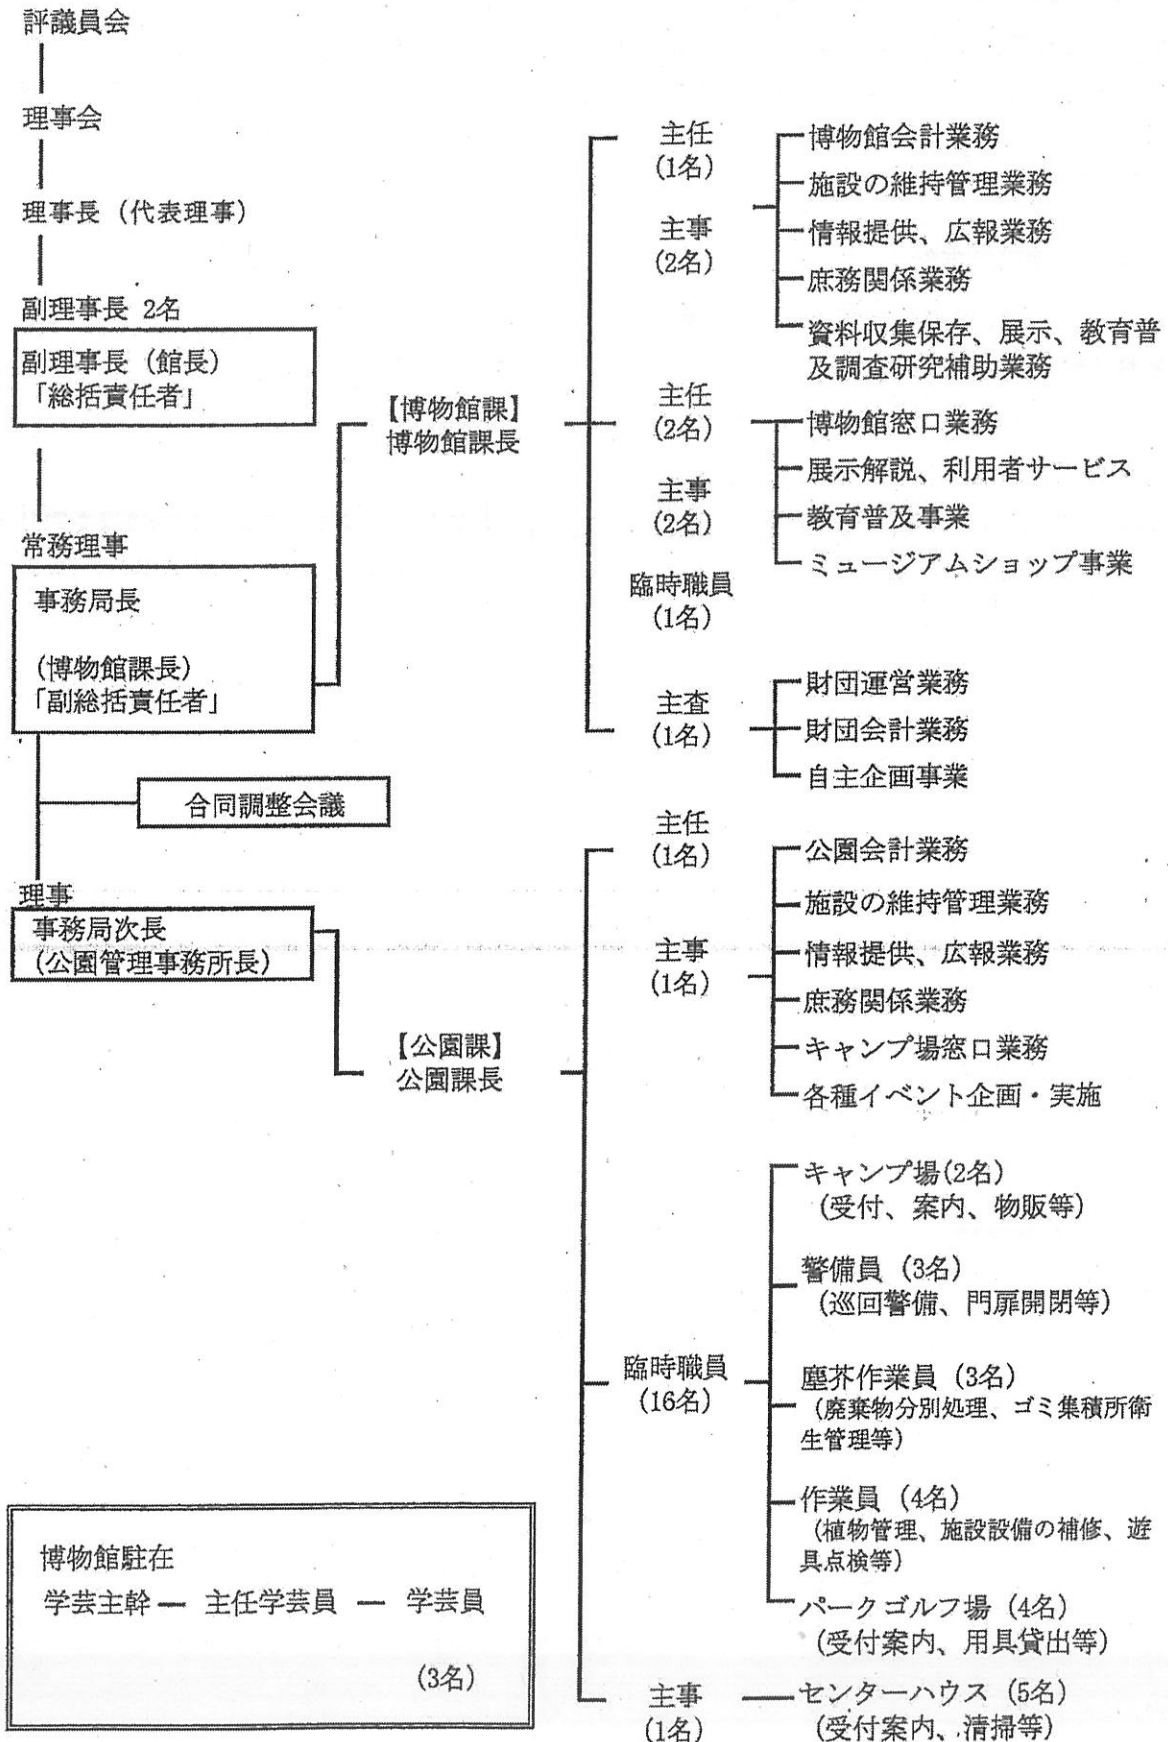 評議員会
理事会
理事長（代表理事）
副理事長 2名
副理事長（館長）
「総括責任者」
常務理事
事務局長
(博物館課長)
「副総括責任者」
合同調整会議
理事
事務局次長
(公園管理事務所長)
【博物館課】
博物館課長
主任
(1名)
主事
(2名)
博物館会計業務
施設の維持管理業務
情報提供、広報業務
庶務関係業務
資料収集保存、展示、教育普
及調査研究補助業務
主任
(2名)
主事
(2名)
臨時職員
(1名)
博物館窓口業務
展示解説、利用者サービス
教育普及事業
ミュージアムショップ事業
主査
(1名)
財団運営業務
財団会計業務
自主企画事業
【公園課】
公園課長
主任
(1名)
主事
(1名)
公園会計業務
施設の維持管理業務
情報提供、広報業務
庶務関係業務
キャンプ場窓口業務
各種イベント企画・実施
臨時職員
(16名)
キャンプ場(2名)
(受付、案内、物販等)
警備員（3名）
(巡回警備、門扉開閉等)
塵芥作業員（3名）
(廃棄物分別処理、ゴミ集積所衛
生管理等)
作業員（4名）
(植物管理、施設設備の補修、遊
具点検等)
パークゴルフ場（4名）
(受付案内、用具貸出等)
主事
(1名)
センターハウス（5名）
(受付案内、清掃等)
博物館駐在
学芸主幹 ー 主任学芸員 ー 学芸員
(3名)